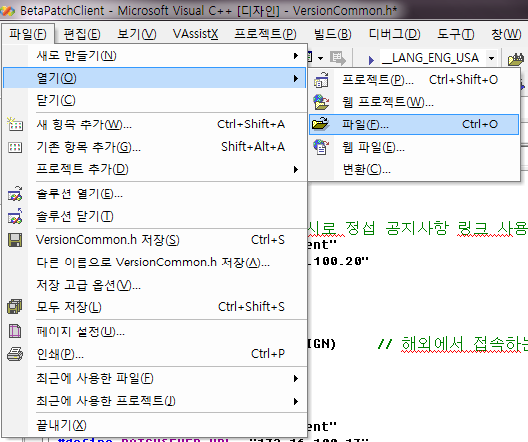 BetaPatchClient - Microsoft Visual C++ [디자인] - VersionCommon.h*
파일(F) 편집(E) 보기(V) VAssistX 프로젝트(P) 빌드(B) 디버그(D) 도구(T) 창(W)
__LANG_ENG_USA
새로 만들기(N)
열기(O)
닫기(C)
새 항목 추가(W)... Ctrl+Shift+A
기존 항목 추가(G)... Shift+Alt+A
프로젝트 추가(D)
솔루션 열기(E)...
솔루션 닫기(T)
VersionCommon.h 저장(S) Ctrl+S
다른 이름으로 VersionCommon.h 저장(A)...
저장 고급 옵션(V)...
모두 저장(L) Ctrl+Shift+S
페이지 설정(U)...
인쇄(P)... Ctrl+P
최근에 사용한 파일(F)
최근에 사용한 프로젝트(J)
끝내기(X)
프로젝트(P)... Ctrl+Shift+O
웹 프로젝트(W)...
파일(F)... Ctrl+O
웹 파일(E)...
변환(C)...
시로 정섭 공지사항 링크 사용
ent"
.100.20"
IGN) // 해외에서 접속하는
ent"